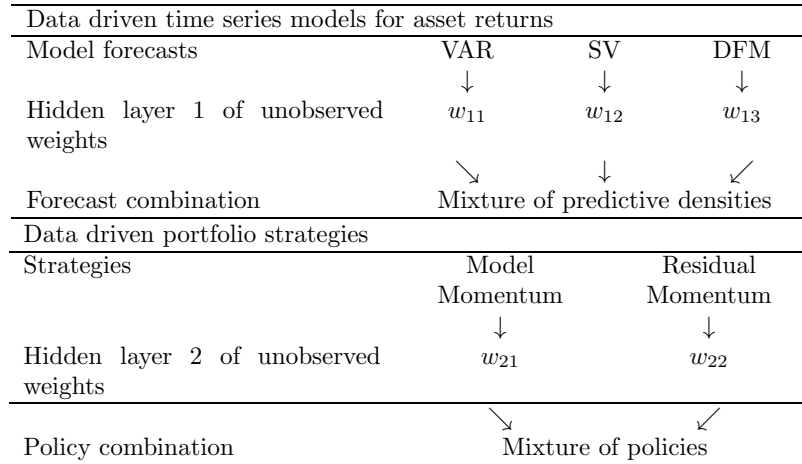 Data driven time series models for asset returns
Model forecasts VAR SV DFM
↓ ↓ ↓
Hidden layer 1 of unobserved w₁₁ w₁₂ w₁₃
weights
↘ ↓ ↙
Forecast combination Mixture of predictive densities
Data driven portfolio strategies
Strategies Model Residual
Momentum Momentum
↓ ↓
Hidden layer 2 of unobserved w₂₁ w₂₂
weights
↘ ↙
Policy combination Mixture of policies